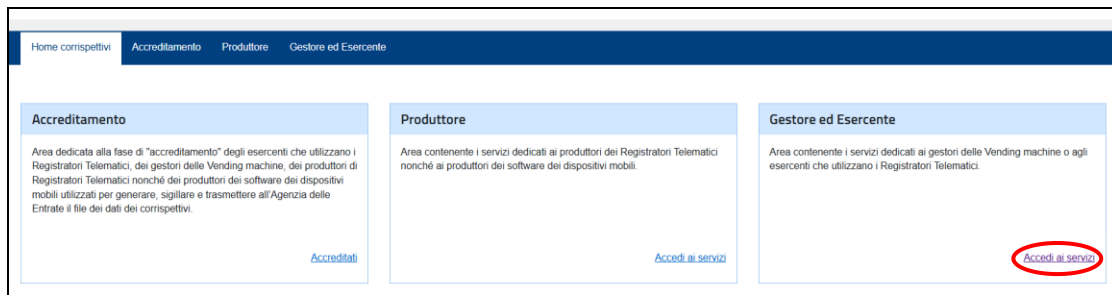 Home corrispettivi Accreditamento Produttore Gestore ed Esercente
Accreditamento
Area dedicata alla fase di "accreditamento" degli esercenti che utilizzano i
Registratori Telematici, dei gestori delle Vending machine, dei produttori di
Registratori Telematici nonché dei produttori dei software dei dispositivi
mobili utilizzati per generare, sigillare e trasmettere all'Agenzia delle
Entrate il file dei dati dei corrispettivi.
Accreditati
Produttore
Area contenente i servizi dedicati ai produttori dei Registratori Telematici
nonché ai produttori dei software dei dispositivi mobili.
Accedi ai servizi
Gestore ed Esercente
Area contenente i servizi dedicati ai gestori delle Vending machine o agli
esercenti che utilizzano i Registratori Telematici.
Accedi ai servizi